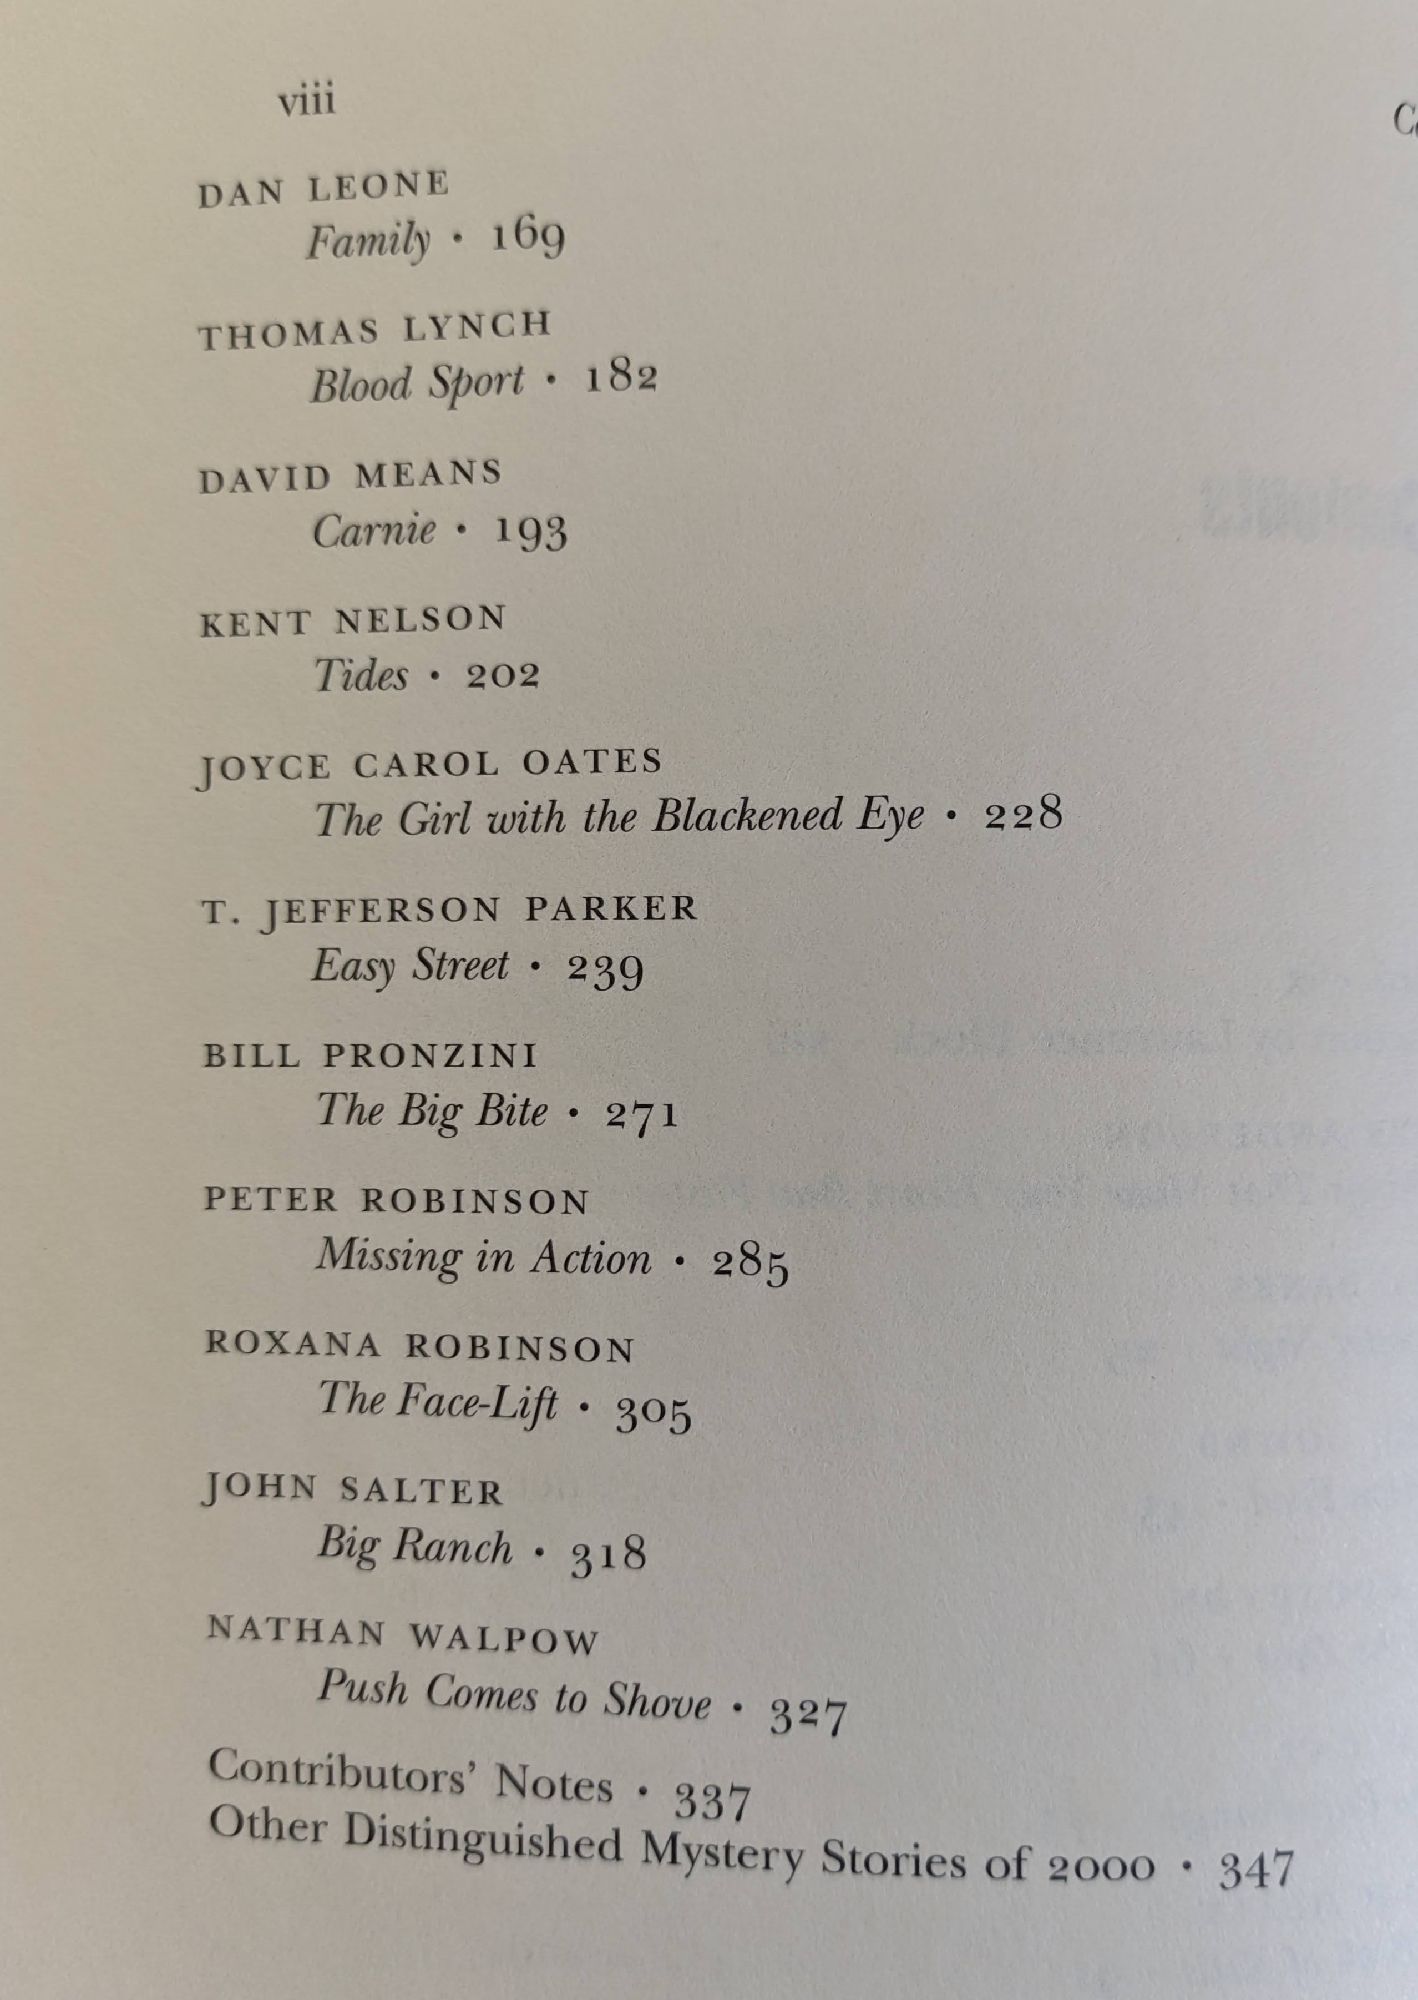 viii
DAN LEONE
Family • 169
THOMAS LYNCH
Blood Sport • 182
DAVID MEANS
Carnie • 193
KENT NELSON
Tides • 202
JOYCE CAROL OATES
The Girl with the Blackened Eye • 228
T. JEFFERSON PARKER
Easy Street • 239
BILL PRONZINI
The Big Bite • 271
PETER ROBINSON
Missing in Action • 285
ROXANA ROBINSON
The Face-Lift • 305
JOHN SALTER
Big Ranch • 318
NATHAN WALPOW
Push Comes to Shove • 327
Contributors’ Notes • 337
Other Distinguished Mystery Stories of 2000 • 347